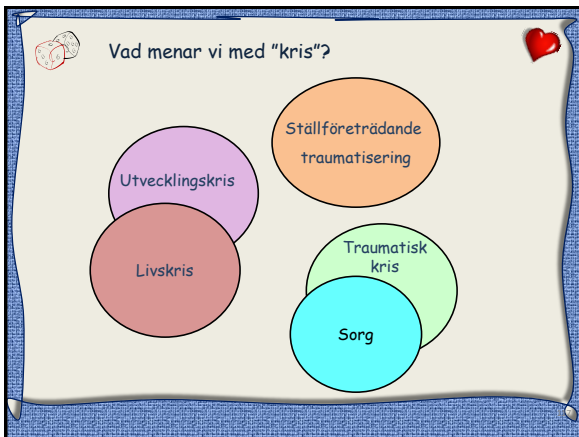 Vad menar vi med ”kris”?
Ställföreträdande
traumatisering
Utvecklingskris
Livskris
Traumatisk
kris
Sorg